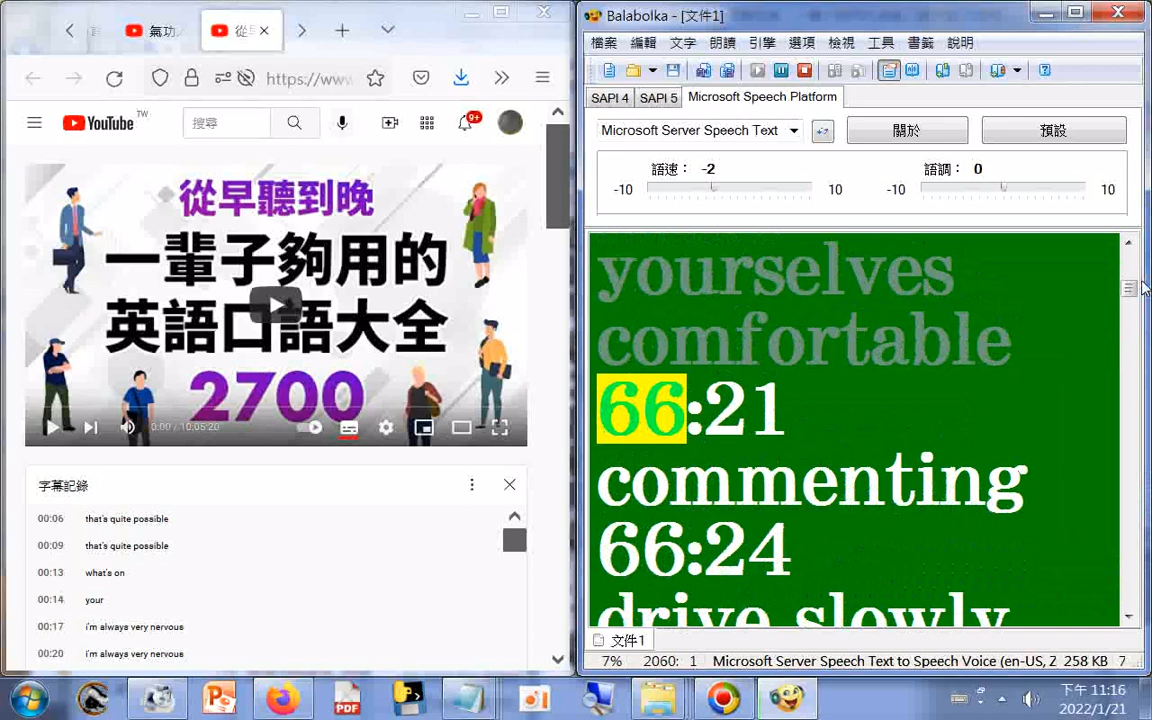 氣功
從
https://www
YouTube TW
搜尋
9+
從早聽到晚
一輩子夠用的
英語口語大全
2700
0:00 / 10:05:20
字幕記錄
00:06 that's quite possible
00:09 that's quite possible
00:13 what's on
00:14 your
00:17 i'm always very nervous
00:20 i'm always very nervous
Balabolka - [文件1]
檔案 編輯 文字 朗讀 引擎 選項 檢視 工具 書籤 說明
SAPI 4 SAPI 5 Microsoft Speech Platform
Microsoft Server Speech Text 關於 預設
語速： -2 語調： 0
-10 10 -10 10
yourselves
comfortable
66:21
commenting
66:24
drive slowly
文件1
7% 2060: 1 Microsoft Server Speech Text to Speech Voice (en-US, Z 258 KB 7
PDF
下午 11:16
2022/1/21